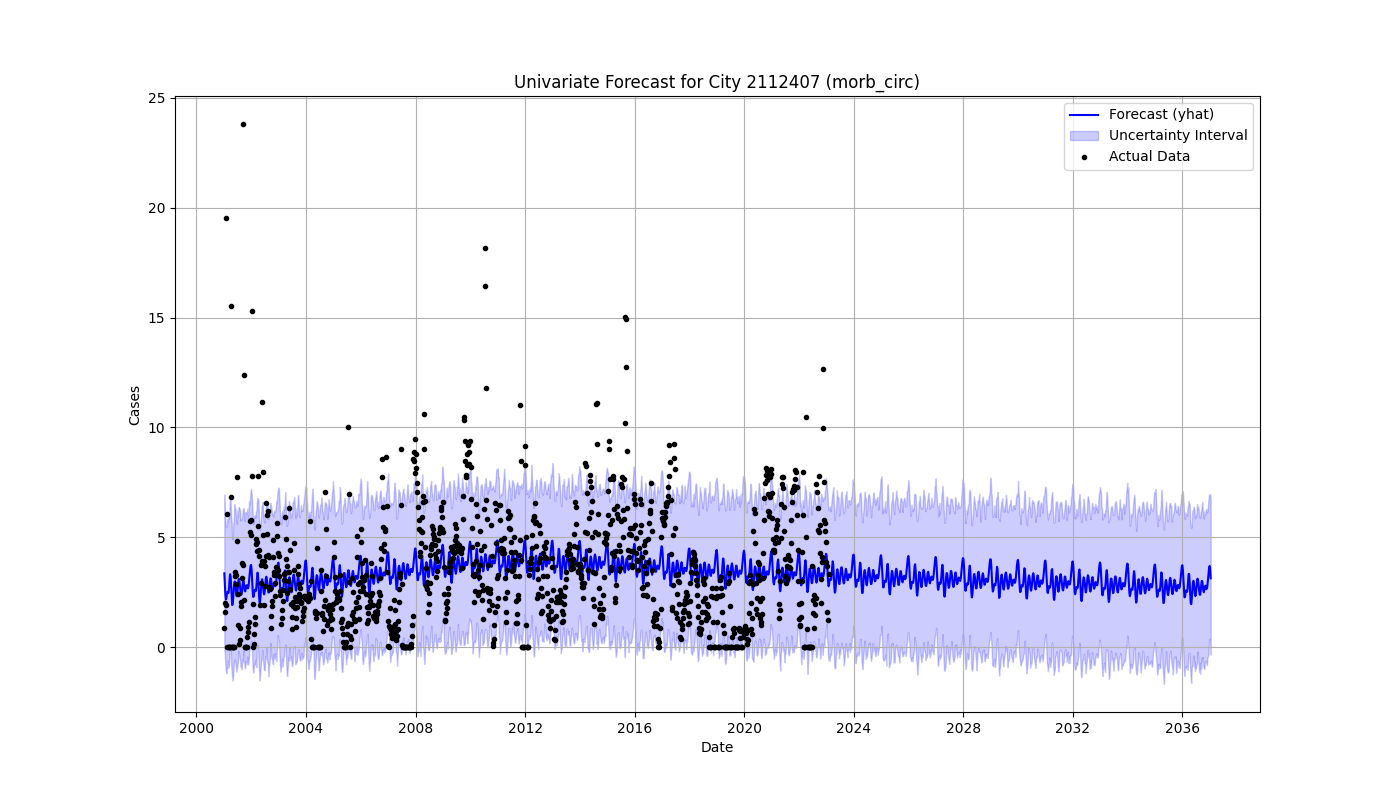 Univariate Forecast for City 2112407 (morb_circ)
Forecast (yhat)
Uncertainty Interval
Actual Data
25
20
15
10
5
0
Cases
2000 2004 2008 2012 2016 2020 2024 2028 2032 2036
Date